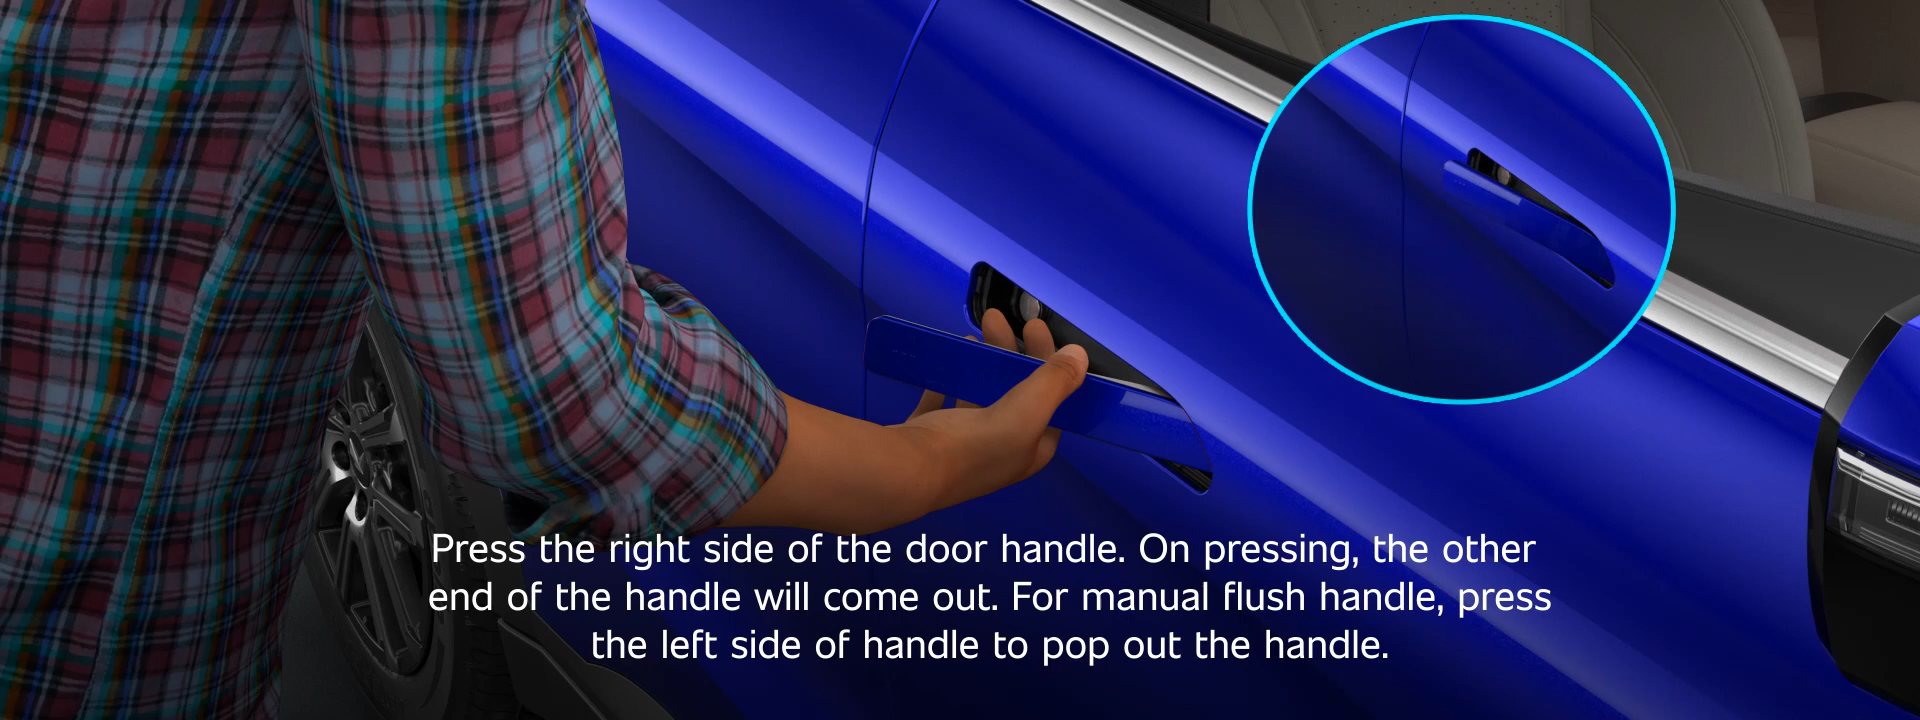 Press the right side of the door handle. On pressing, the other
end of the handle will come out. For manual flush handle, press
the left side of handle to pop out the handle.